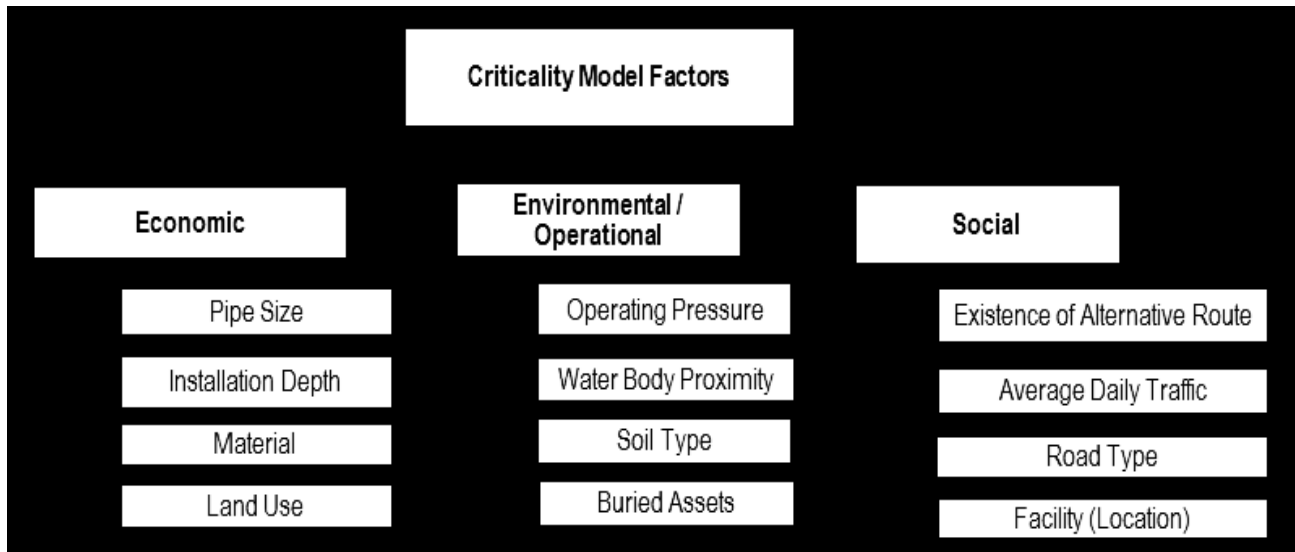 Criticality Model Factors
Economic
Environmental /
Operational
Social
Pipe Size
Installation Depth
Material
Land Use
Operating Pressure
Water Body Proximity
Soil Type
Buried Assets
Existence of Alternative Route
Average Daily Traffic
Road Type
Facility (Location)